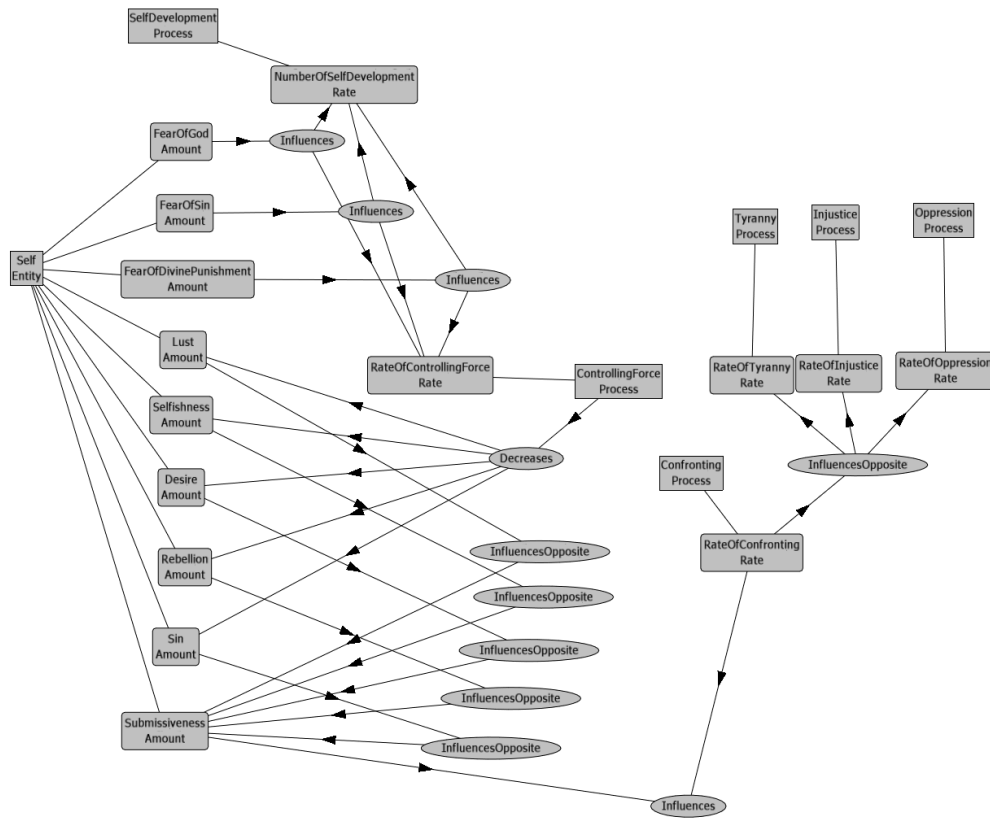 SelfDevelopment
Process
NumberOfSelfDevelopment
Rate
FearOfGod
Amount
Influences
FearOfSin
Amount
Influences
Tyranny
Process
Injustice
Process
Oppression
Process
Self
Entity
FearOfDivinePunishment
Amount
Influences
Lust
Amount
RateOfControllingForce
Rate
ControllingForce
Process
RateOfTyranny
Rate
RateOfInjustice
Rate
RateOfOppression
Rate
Selfishness
Amount
Decreases
InfluencesOpposite
Desire
Amount
Confronting
Process
Rebellion
Amount
InfluencesOpposite
RateOfConfronting
Rate
InfluencesOpposite
Sin
Amount
InfluencesOpposite
InfluencesOpposite
Submissiveness
Amount
InfluencesOpposite
Influences